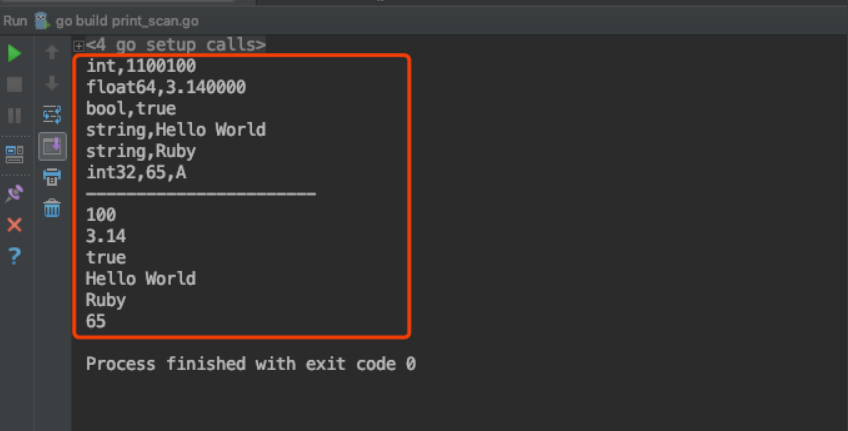 Run go build print_scan.go
<4 go setup calls>
int,1100100
float64,3.140000
bool,true
string,Hello World
string,Ruby
int32,65,A
-----------------------
100
3.14
true
Hello World
Ruby
65
Process finished with exit code 0